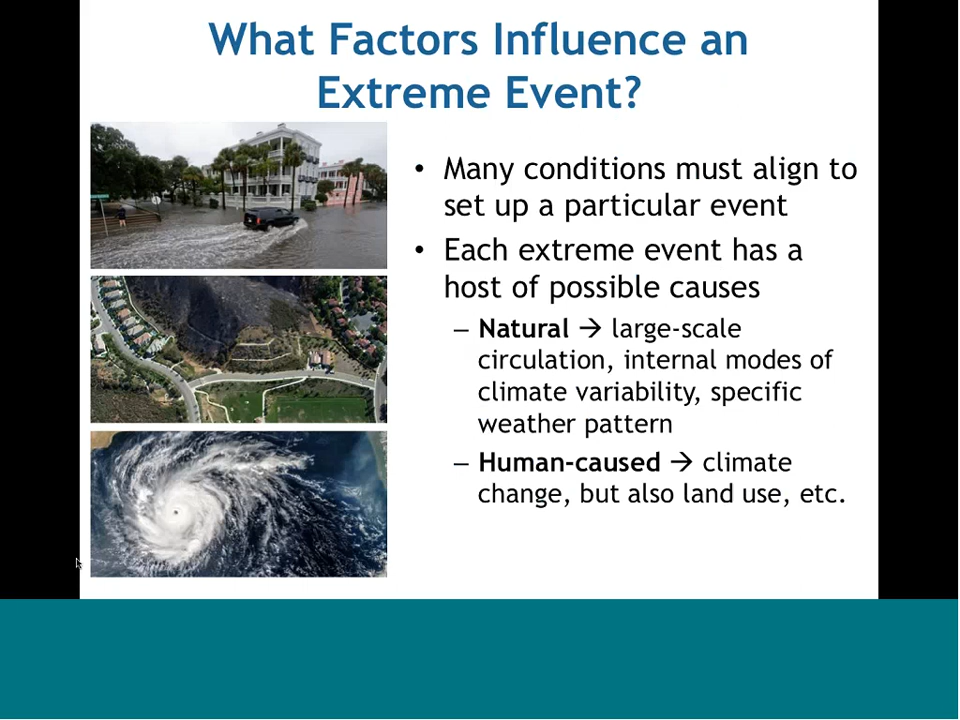 What Factors Influence an
Extreme Event?
• Many conditions must align to
set up a particular event
• Each extreme event has a
host of possible causes
– Natural → large-scale
circulation, internal modes of
climate variability, specific
weather pattern
– Human-caused → climate
change, but also land use, etc.